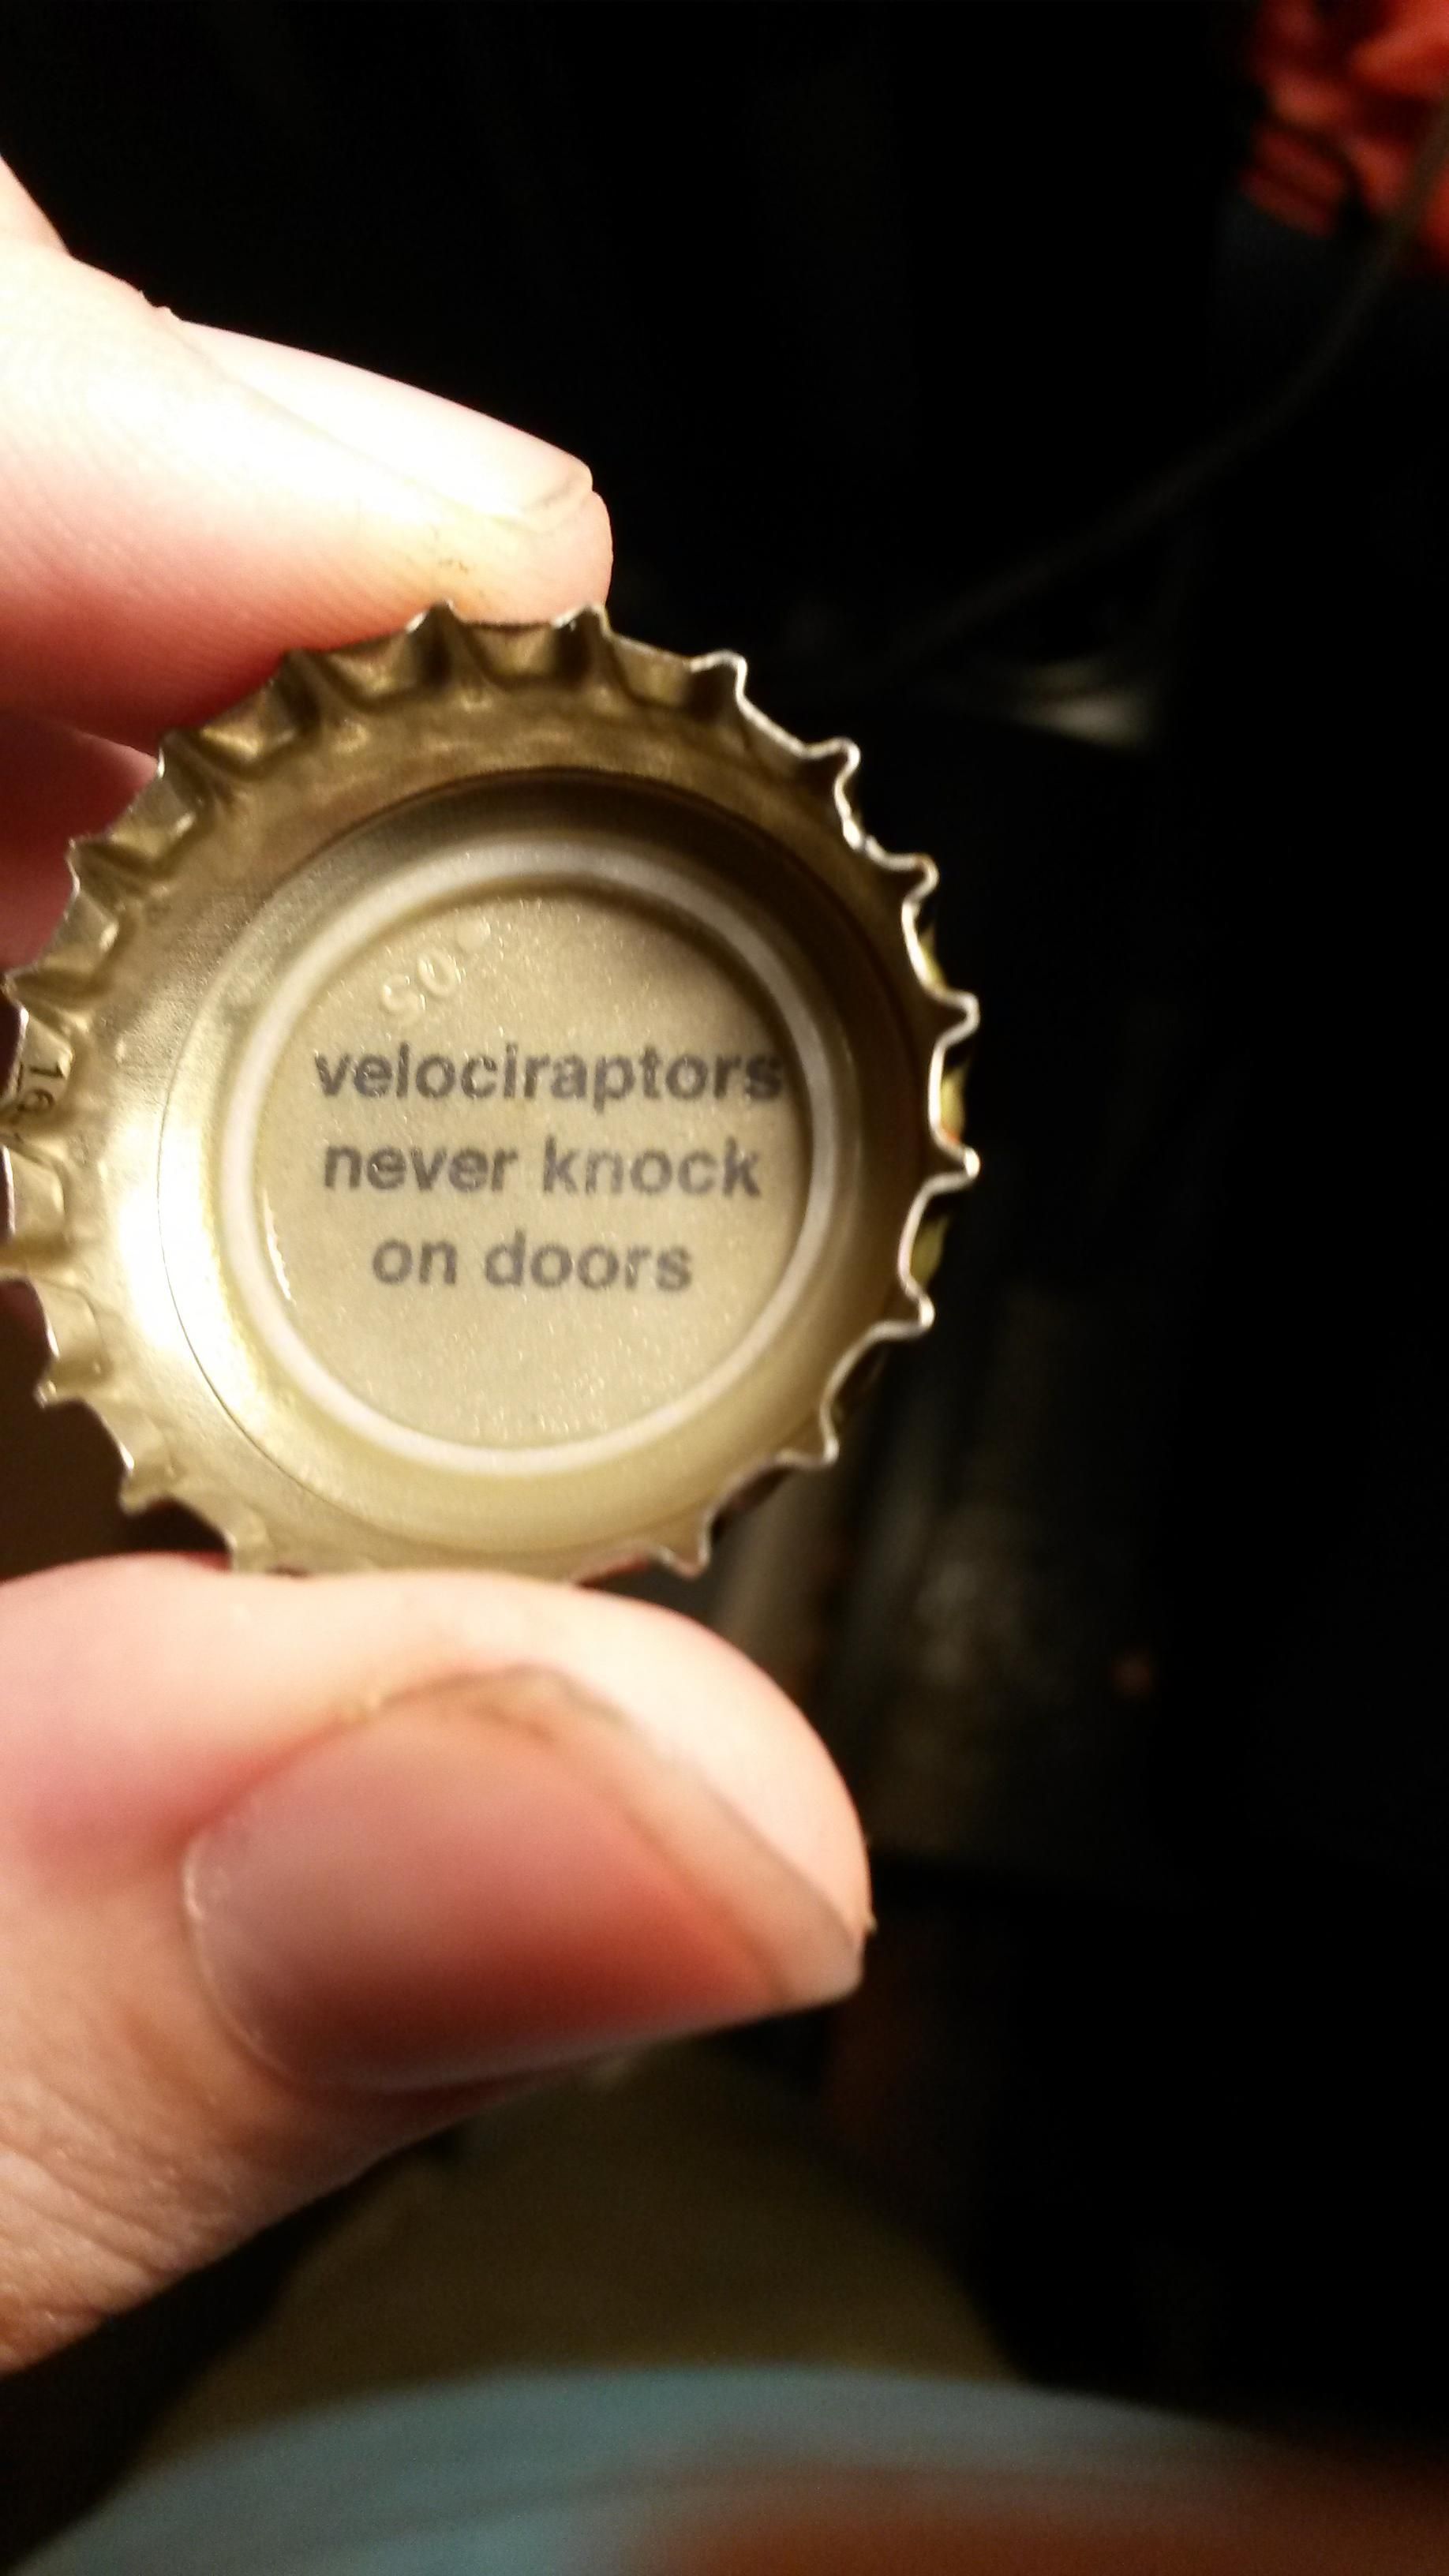 velociraptors
never knock
on doors